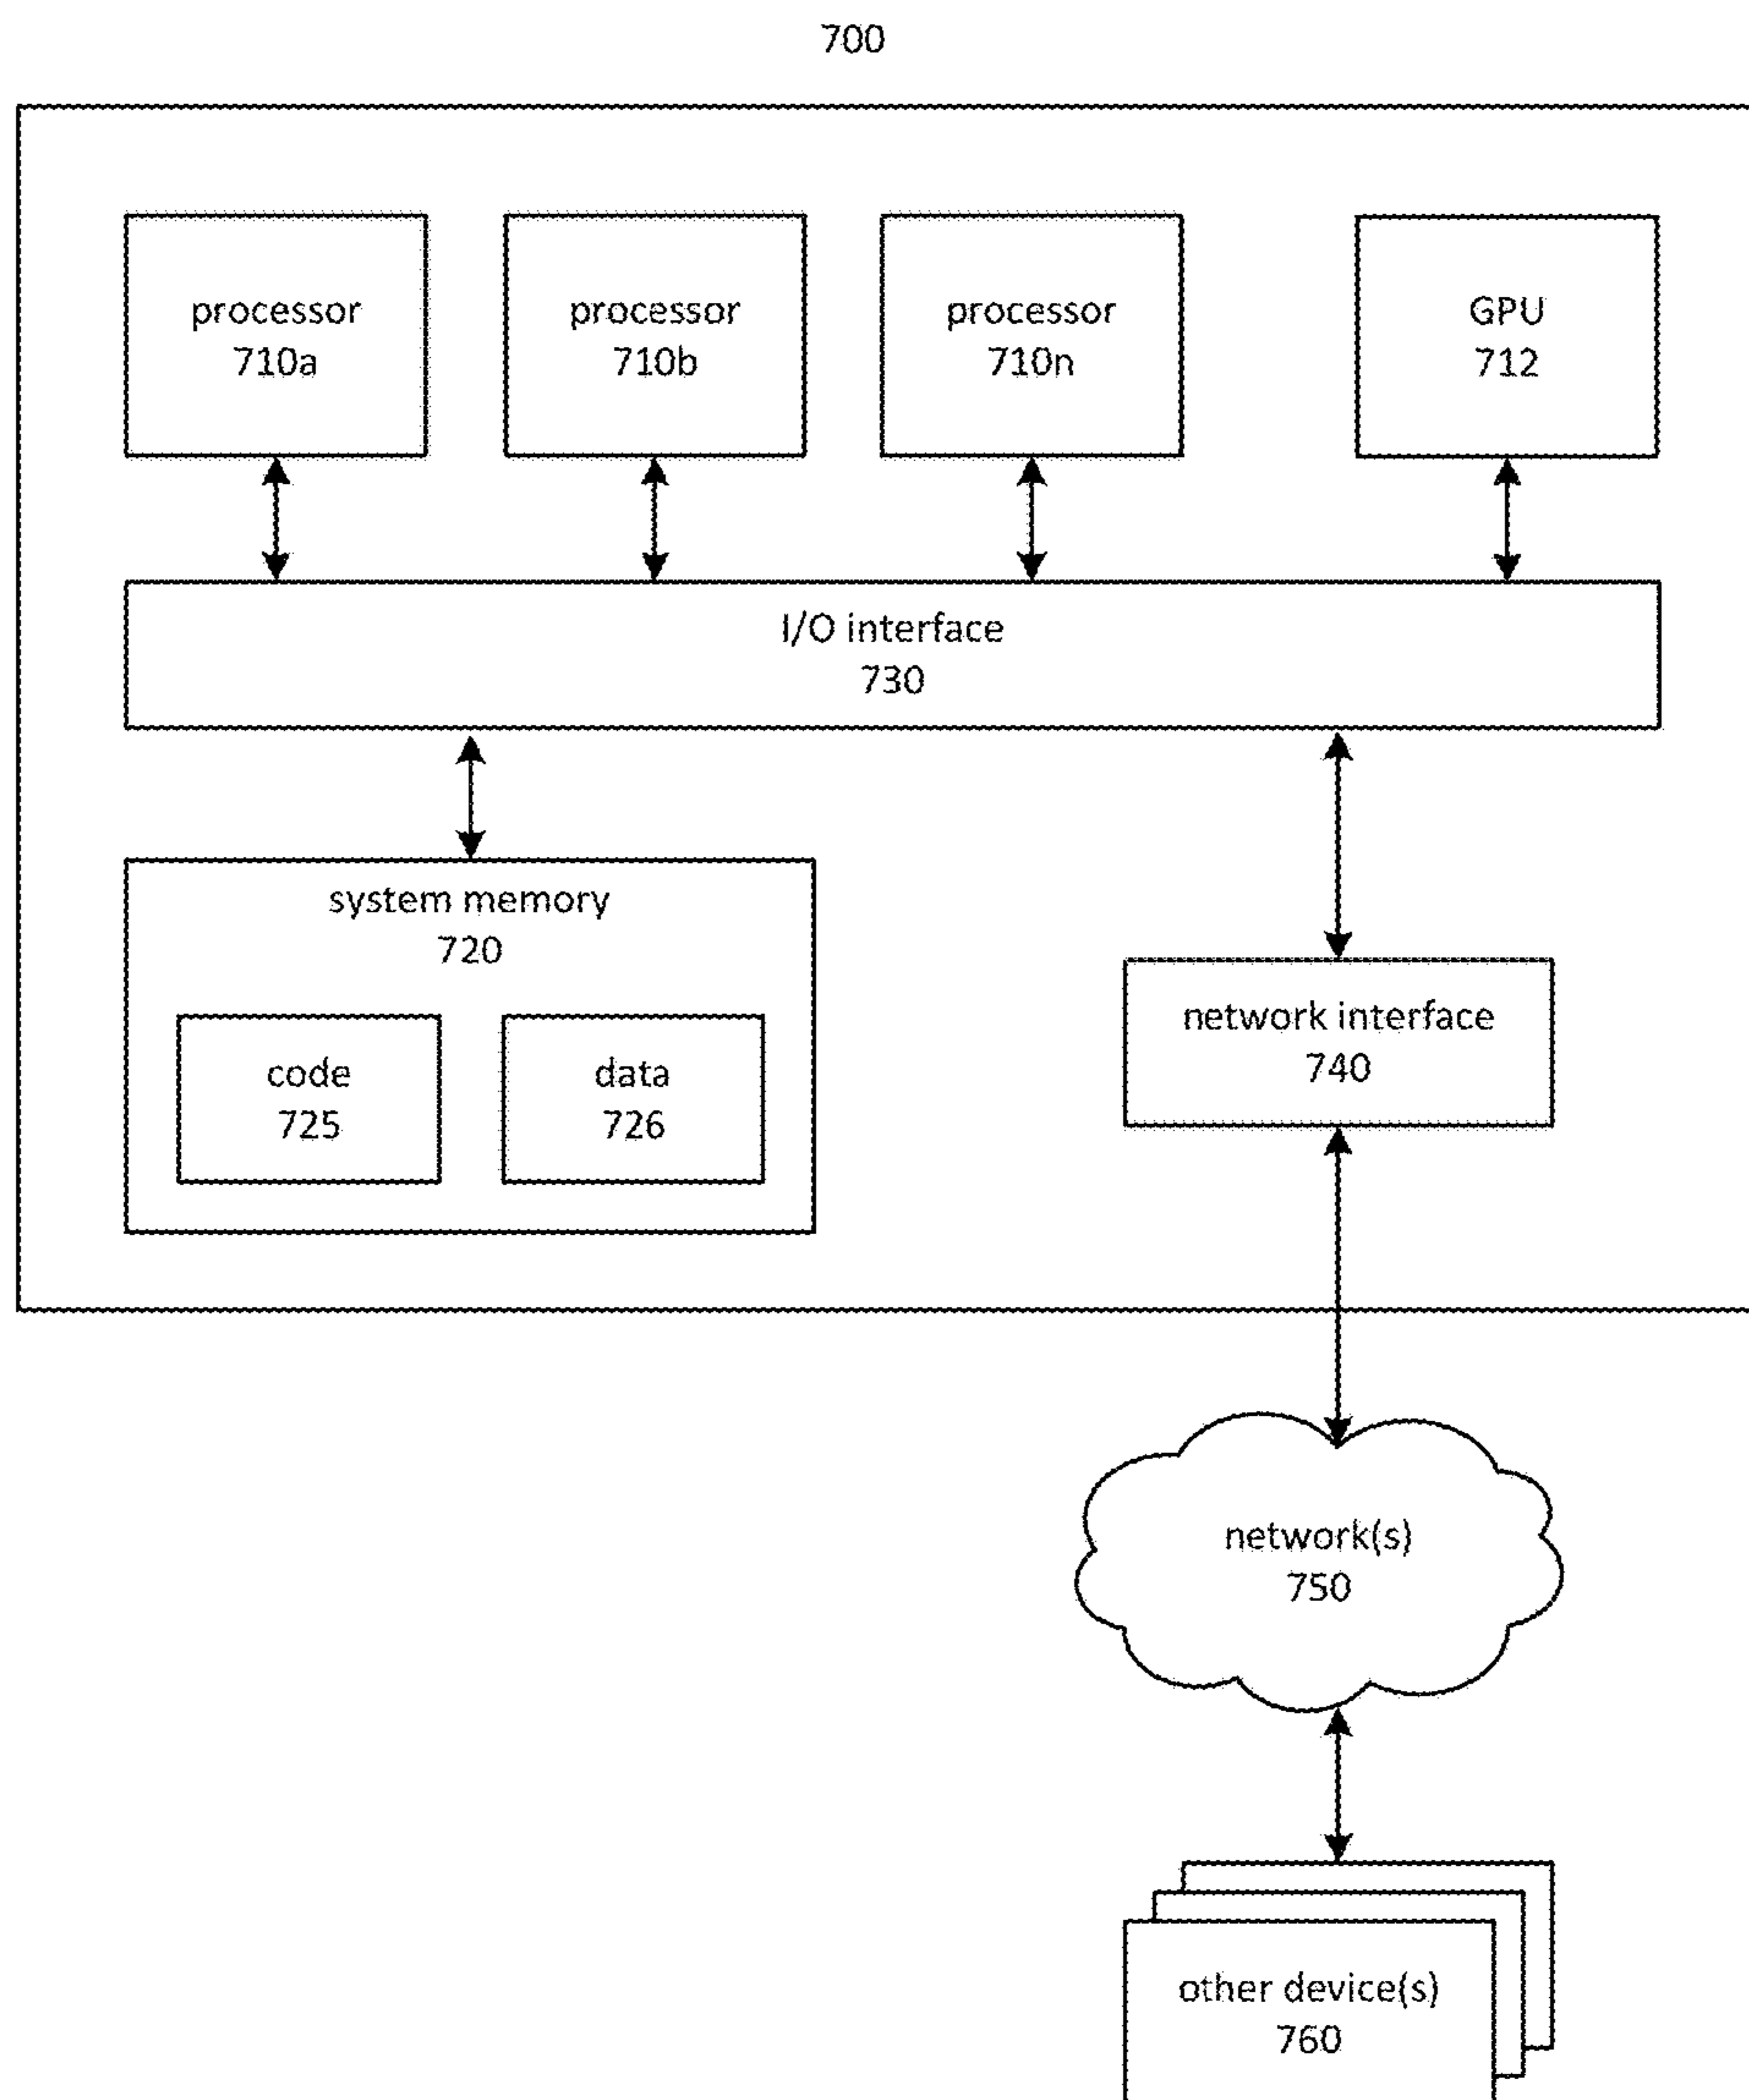 700
processor
710a
processor
710b
processor
710n
GPU
712
I/O interface
730
system memory
720
code
725
data
726
network interface
740
network(s)
750
other device(s)
760